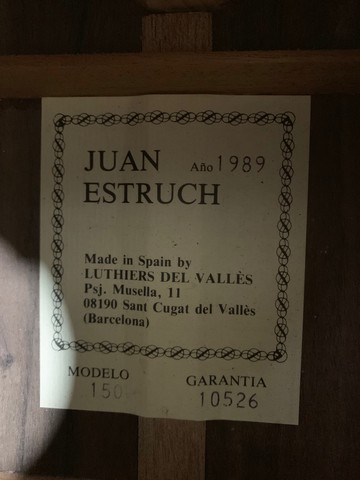 JUAN Año 1989
ESTRUCH
Made in Spain by
LUTHIERS DEL VALLÈS
Psj. Musella, 11
08190 Sant Cugat del Vallès
(Barcelona)
MODELO GARANTIA
150 10526